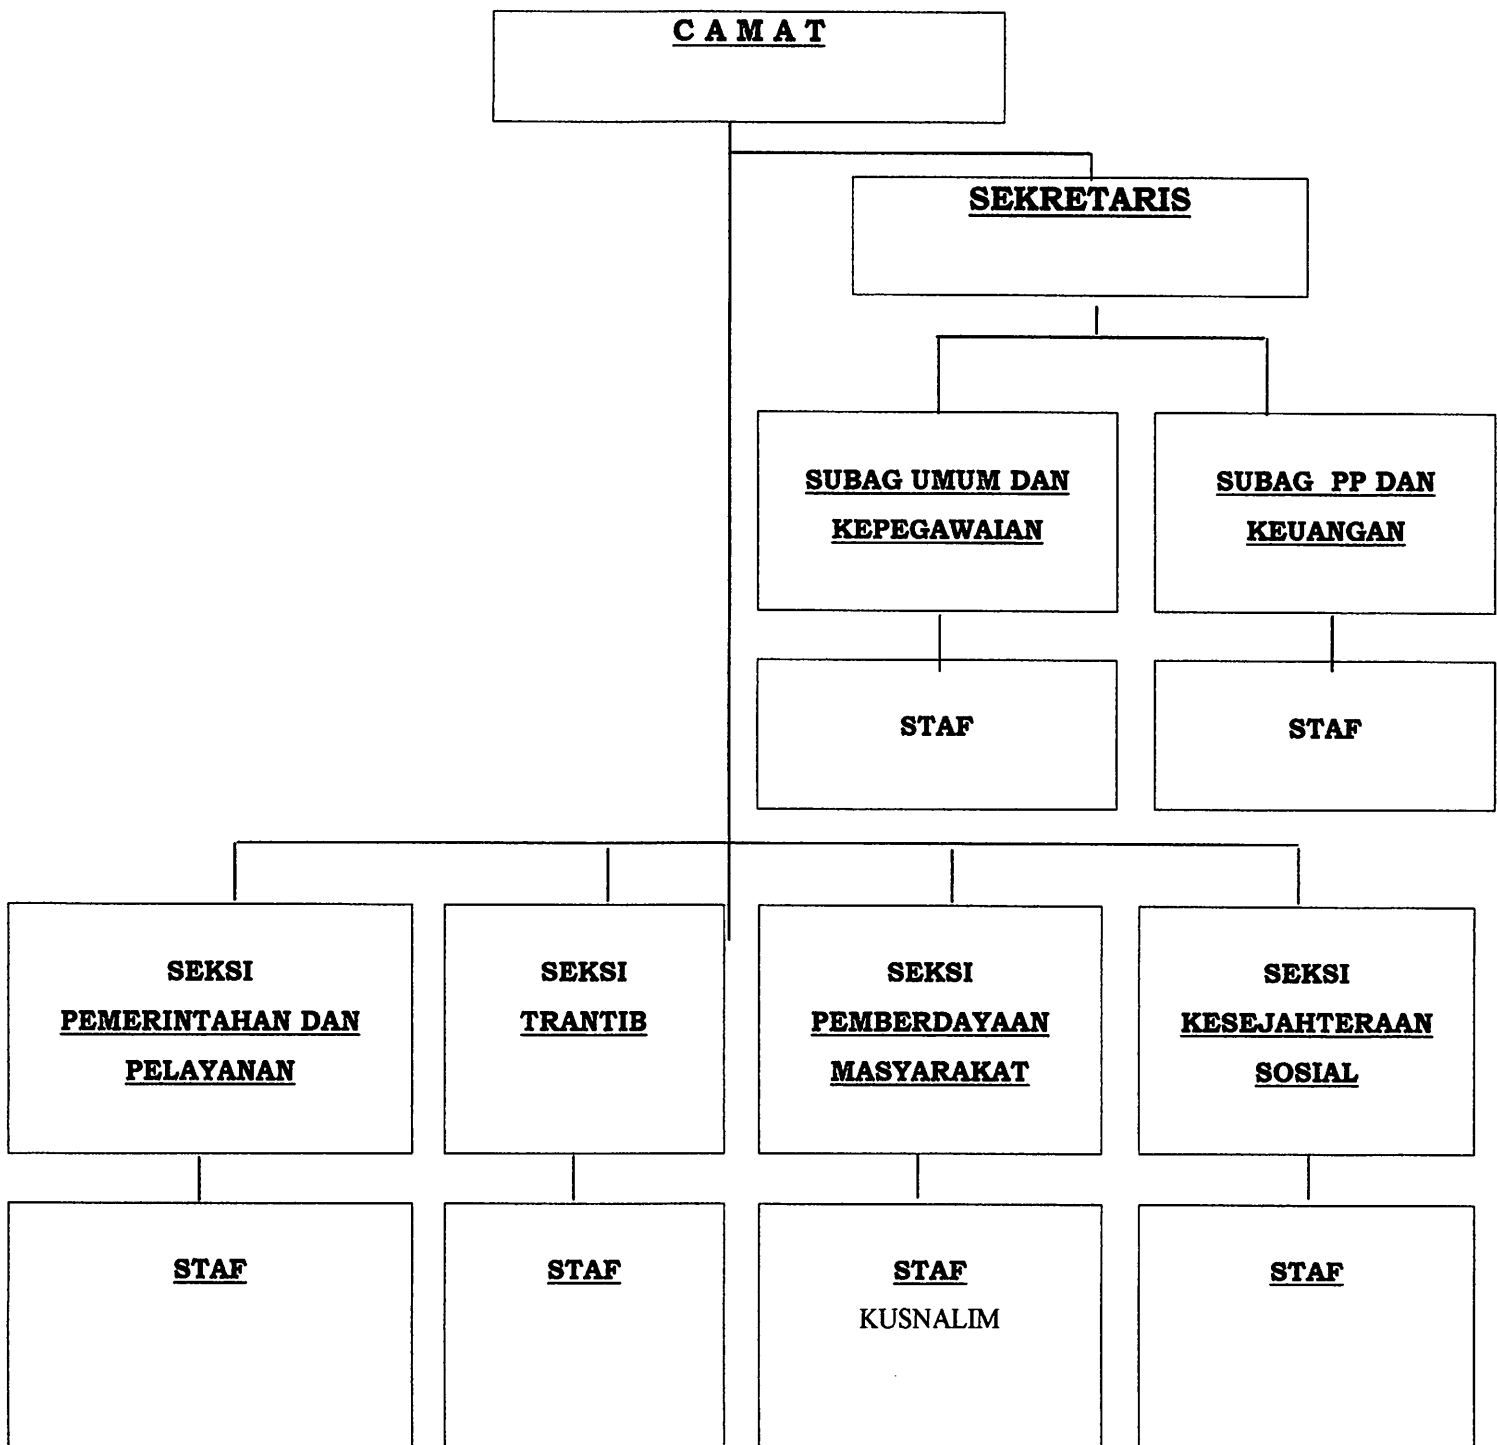 C A M A T
SEKRETARIS
SUBAG UMUM DAN
KEPEGAWAIAN
SUBAG PP DAN
KEUANGAN
STAF
STAF
SEKSI
PEMERINTAHAN DAN
PELAYANAN
SEKSI
TRANTIB
SEKSI
PEMBERDAYAAN
MASYARAKAT
SEKSI
KESEJAHTERAAN
SOSIAL
STAF
STAF
STAF
KUSNALIM
STAF